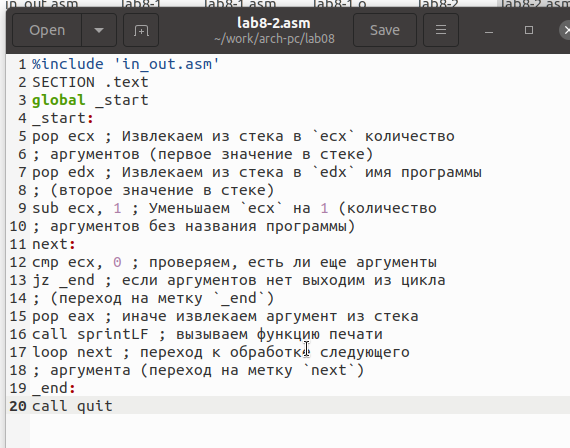 in_out.asm lab8-1 lab8-1.asm lab8-1.o lab8-2 lab8-2.asm
Open lab8-2.asm Save
~/work/arch-pc/lab08
1 %include 'in_out.asm'
2 SECTION .text
3 global _start
4 _start:
5 pop ecx ; Извлекаем из стека в `ecx` количество
6 ; аргументов (первое значение в стеке)
7 pop edx ; Извлекаем из стека в `edx` имя программы
8 ; (второе значение в стеке)
9 sub ecx, 1 ; Уменьшаем `ecx` на 1 (количество
10 ; аргументов без названия программы)
11 next:
12 cmp ecx, 0 ; проверяем, есть ли еще аргументы
13 jz _end ; если аргументов нет выходим из цикла
14 ; (переход на метку `_end`)
15 pop eax ; иначе извлекаем аргумент из стека
16 call sprintLF ; вызываем функцию печати
17 loop next ; переход к обработке следующего
18 ; аргумента (переход на метку `next`)
19 _end:
20 call quit